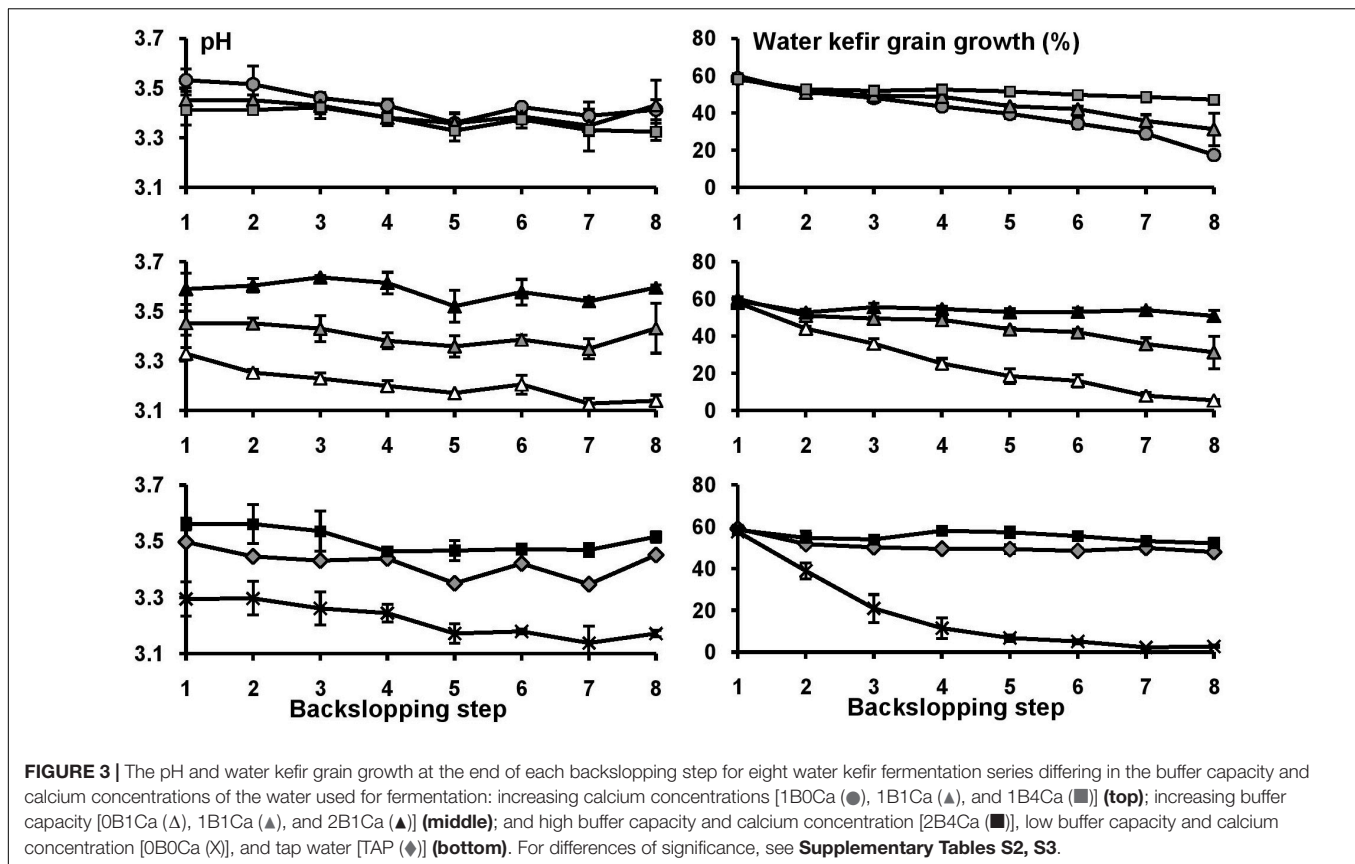 pH
3.7
3.5
3.3
3.1
1 2 3 4 5 6 7 8
Water kefir grain growth (%)
80
60
40
20
0
1 2 3 4 5 6 7 8
3.7
3.5
3.3
3.1
1 2 3 4 5 6 7 8
80
60
40
20
0
1 2 3 4 5 6 7 8
3.7
3.5
3.3
3.1
1 2 3 4 5 6 7 8
Backslopping step
80
60
40
20
0
1 2 3 4 5 6 7 8
Backslopping step
FIGURE 3 | The pH and water kefir grain growth at the end of each backslopping step for eight water kefir fermentation series differing in the buffer capacity and
calcium concentrations of the water used for fermentation: increasing calcium concentrations [1B0Ca (●), 1B1Ca (▲), and 1B4Ca (■)] (top); increasing buffer
capacity [0B1Ca (Δ), 1B1Ca (▲), and 2B1Ca (▲)] (middle); and high buffer capacity and calcium concentration [2B4Ca (■)], low buffer capacity and calcium
concentration [0B0Ca (X)], and tap water [TAP (♦)] (bottom). For differences of significance, see Supplementary Tables S2, S3.